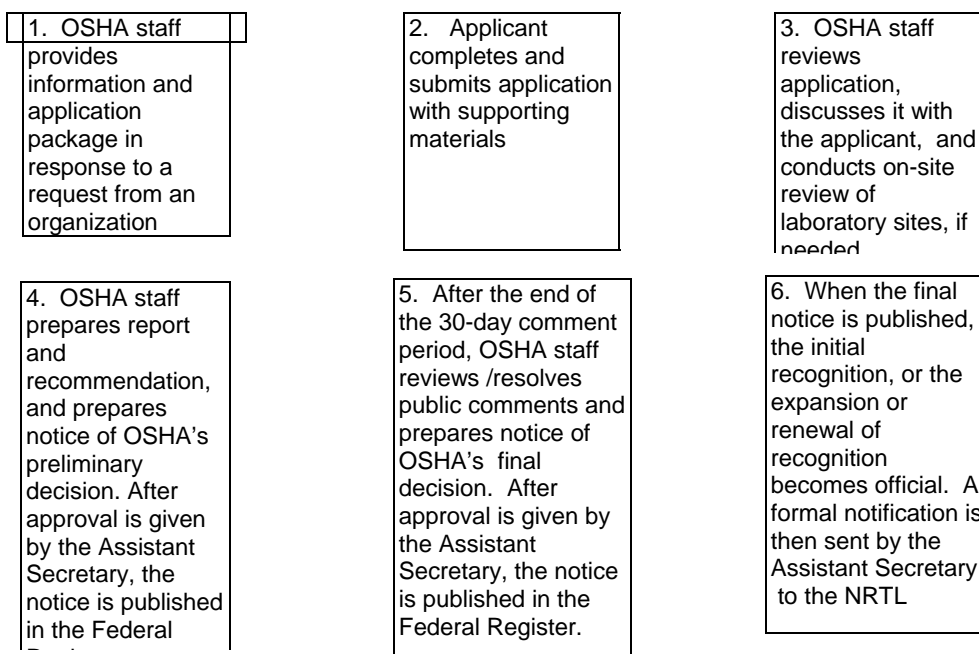 1. OSHA staff
provides
information and
application
package in
response to a
request from an
organization
2. Applicant
completes and
submits application
with supporting
materials
3. OSHA staff
reviews
application,
discusses it with
the applicant, and
conducts on-site
review of
laboratory sites, if
needed
4. OSHA staff
prepares report
and
recommendation,
and prepares
notice of OSHA's
preliminary
decision. After
approval is given
by the Assistant
Secretary, the
notice is published
in the Federal
5. After the end of
the 30-day comment
period, OSHA staff
reviews /resolves
public comments and
prepares notice of
OSHA's final
decision. After
approval is given by
the Assistant
Secretary, the notice
is published in the
Federal Register.
6. When the final
notice is published,
the initial
recognition, or the
expansion or
renewal of
recognition
becomes official. A
formal notification is
then sent by the
Assistant Secretary
to the NRTL